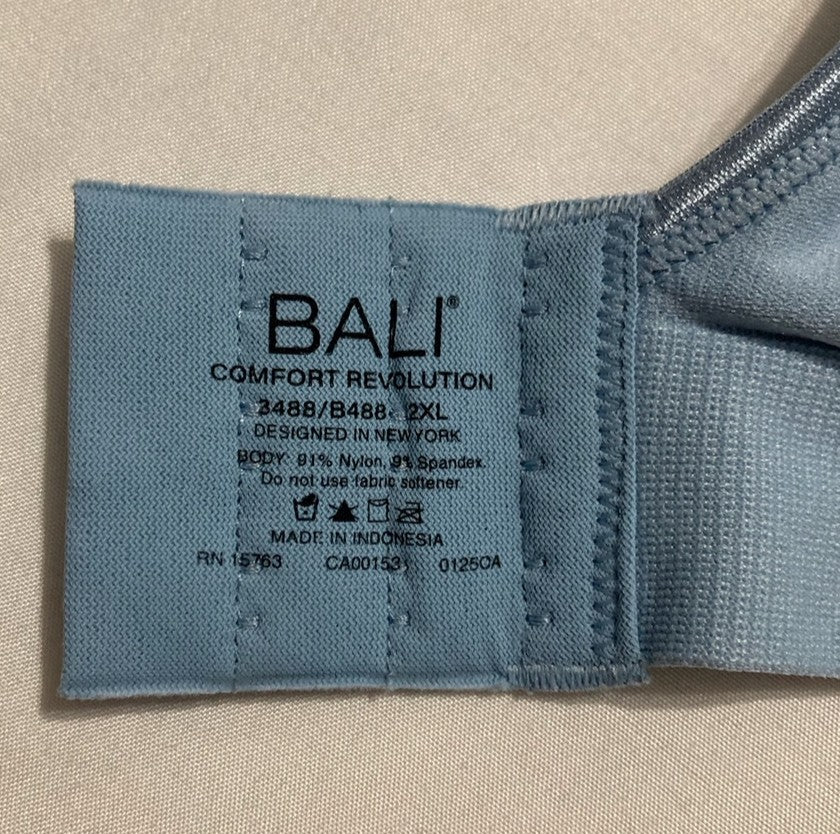 BALI®
COMFORT REVOLUTION
3488/B488 2XL
DESIGNED IN NEW YORK
BODY: 91% Nylon, 9% Spandex.
Do not use fabric softener.
MADE IN INDONESIA
RN 15763 CA00153 0125OA